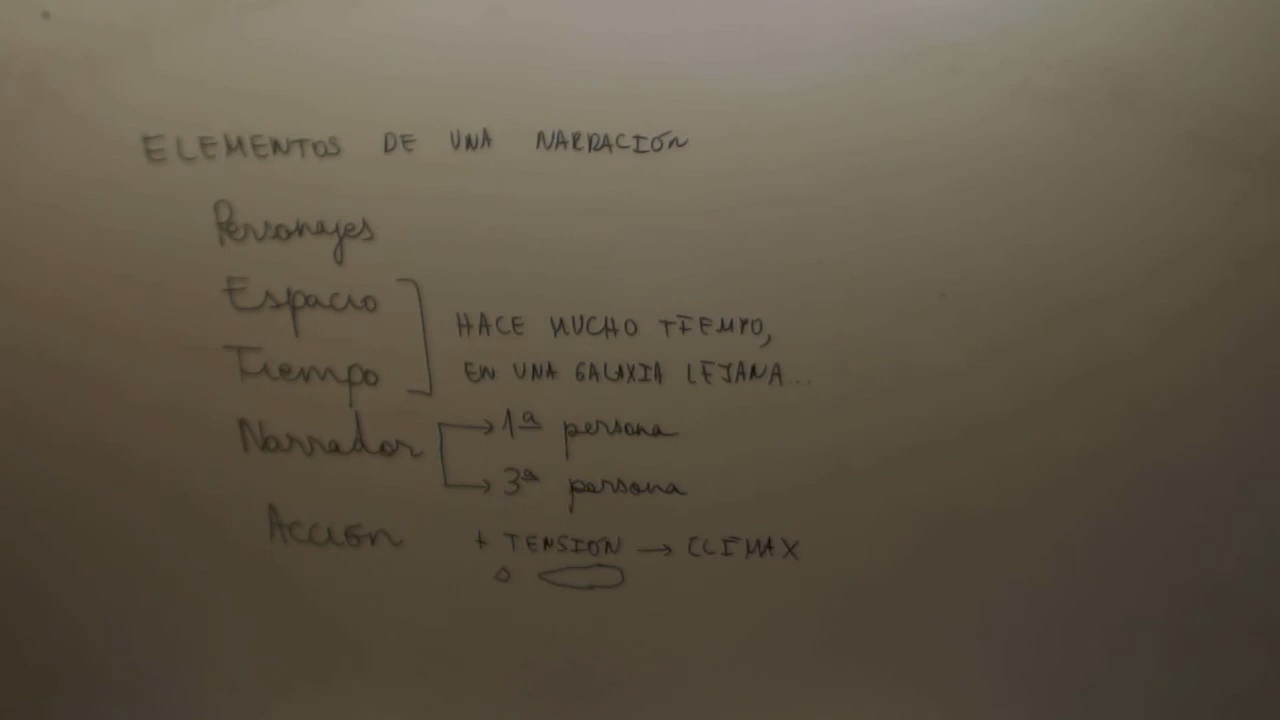 ELEMENTOS DE UNA NARRACIÓN
Personajes
Espacio
Tiempo
HACE MUCHO TIEMPO,
EN UNA GALAXIA LEJANA...
Narrador → 1ª persona
→ 3ª persona
ACCIÓN + TENSION → CLIMAX